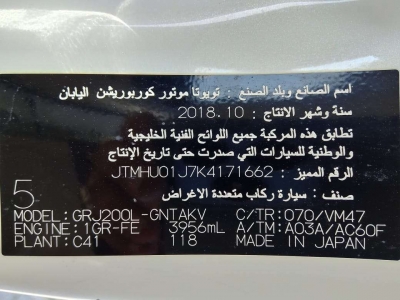 اسم الصانع وبلد الصنع : تويوتا موتور كوربوريشن اليابان
سنة وشهر الانتاج : 2018.10
تطابق هذه المركبة جميع اللوائح الفنية الخليجية
والوطنية للسيارات التي صدرت حتى تاريخ الإنتاج
الرقم المميز : JTMHU01J7K4171662
صنف : سيارة ركاب متعددة الاغراض
5
MODEL: GRJ200L-GNTAKV C/TR: 070/VM47
ENGINE: 1GR-FE 3956mL A/TM: A03A/AC60F
PLANT: C41 118 MADE IN JAPAN